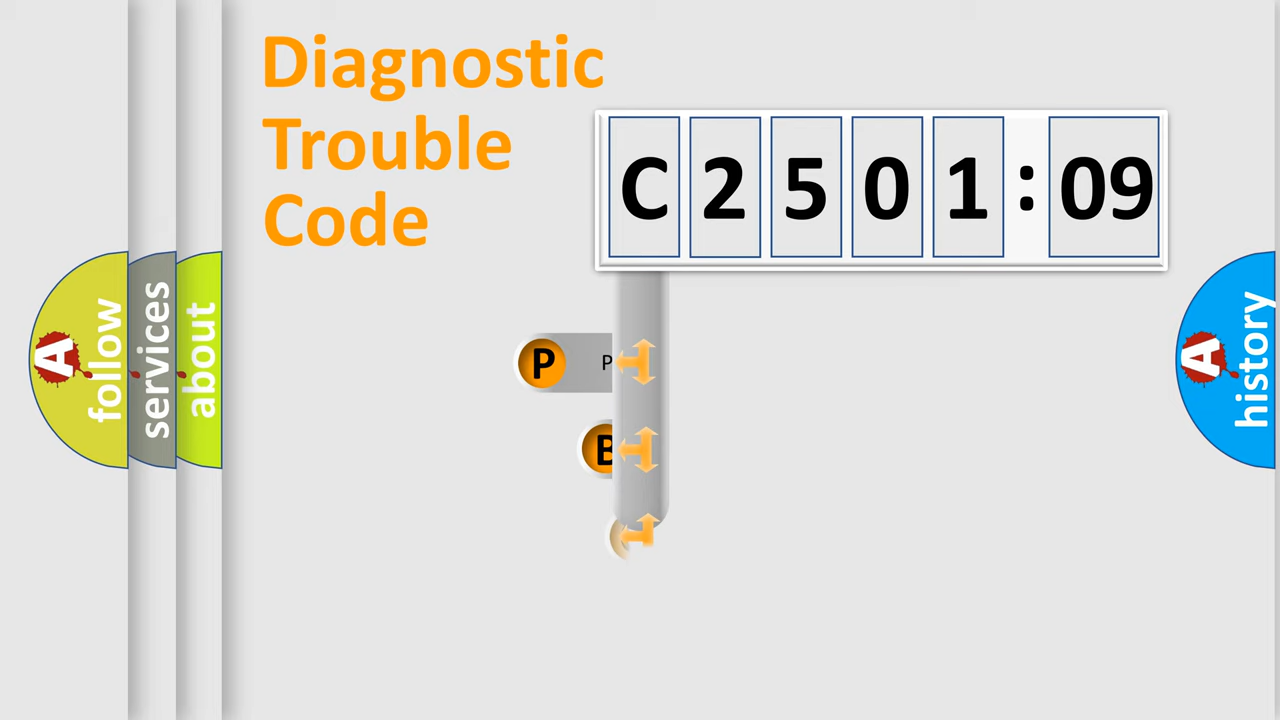 Diagnostic
Trouble
Code
C 2 5 0 1 : 09
P P
B
A follow
services
about
A history